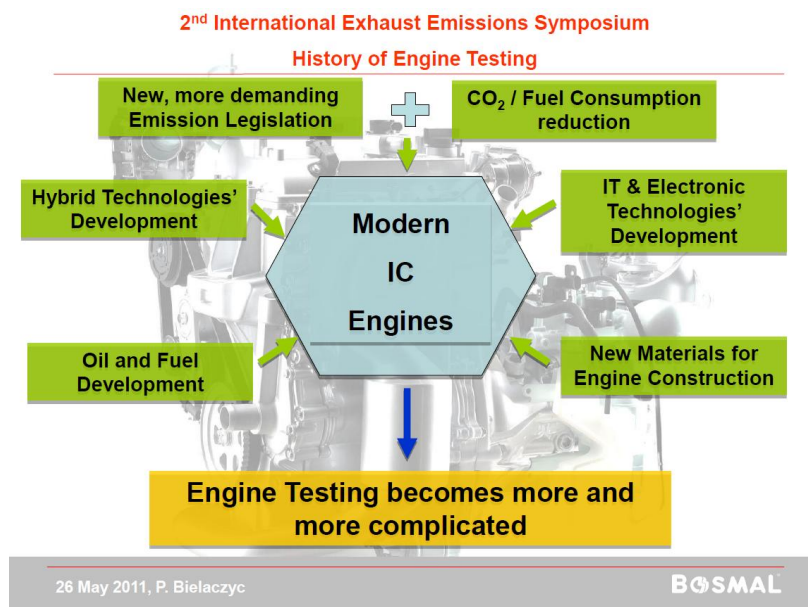 2nd International Exhaust Emissions Symposium
History of Engine Testing
New, more demanding
Emission Legislation
CO2 / Fuel Consumption
reduction
Hybrid Technologies’
Development
IT & Electronic
Technologies’
Development
Modern
IC
Engines
Oil and Fuel
Development
New Materials for
Engine Construction
Engine Testing becomes more and
more complicated
26 May 2011, P. Bielaczyc
BOSMAL